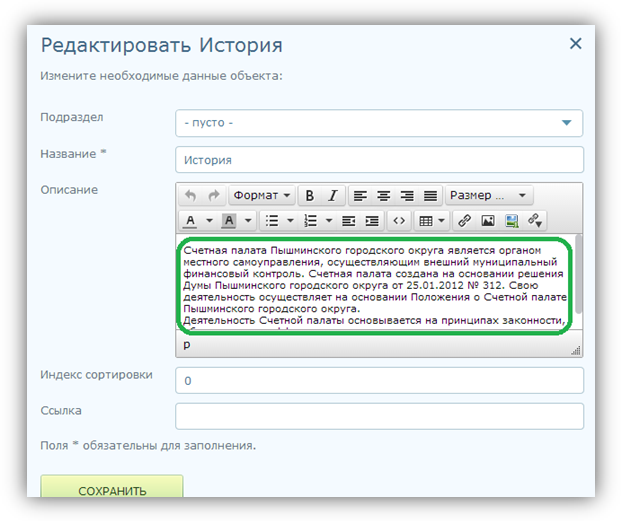 Редактировать История
Измените необходимые данные объекта:
Подраздел
- пусто -
Название *
История
Описание
Формат
B I
Размер ...
A A
Счетная палата Пышминского городского округа является органом
местного самоуправления, осуществляющим внешний муниципальный
финансовый контроль. Счетная палата создана на основании решения
Думы Пышминского городского округа от 25.01.2012 № 312. Свою
деятельность осуществляет на основании Положения о Счетной палате
Пышминского городского округа.
Деятельность Счетной палаты основывается на принципах законности,
p
Индекс сортировки
0
Ссылка
Поля * обязательны для заполнения.
СОХРАНИТЬ